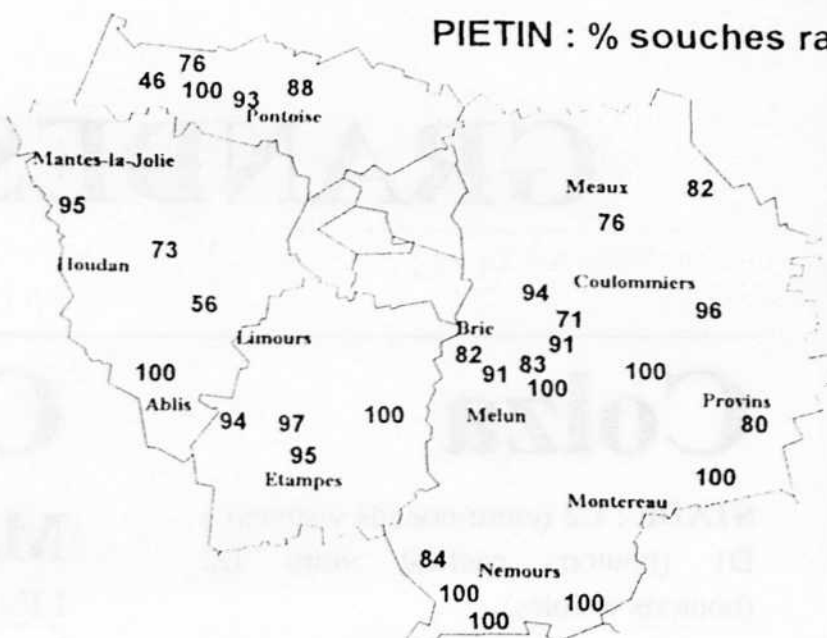 PIETIN : % souches ra
76
46
100
93
88
Pontoise
Mantes-la-Jolie
95
73
Houdan
56
Limours
100
Ablis
94
97
100
95
Etampes
Meaux
82
76
Coulommiers
94
71
96
Brie
82
91
91
83
100
100
Melun
Provins
80
100
Montereau
84
Nemours
100
100
100